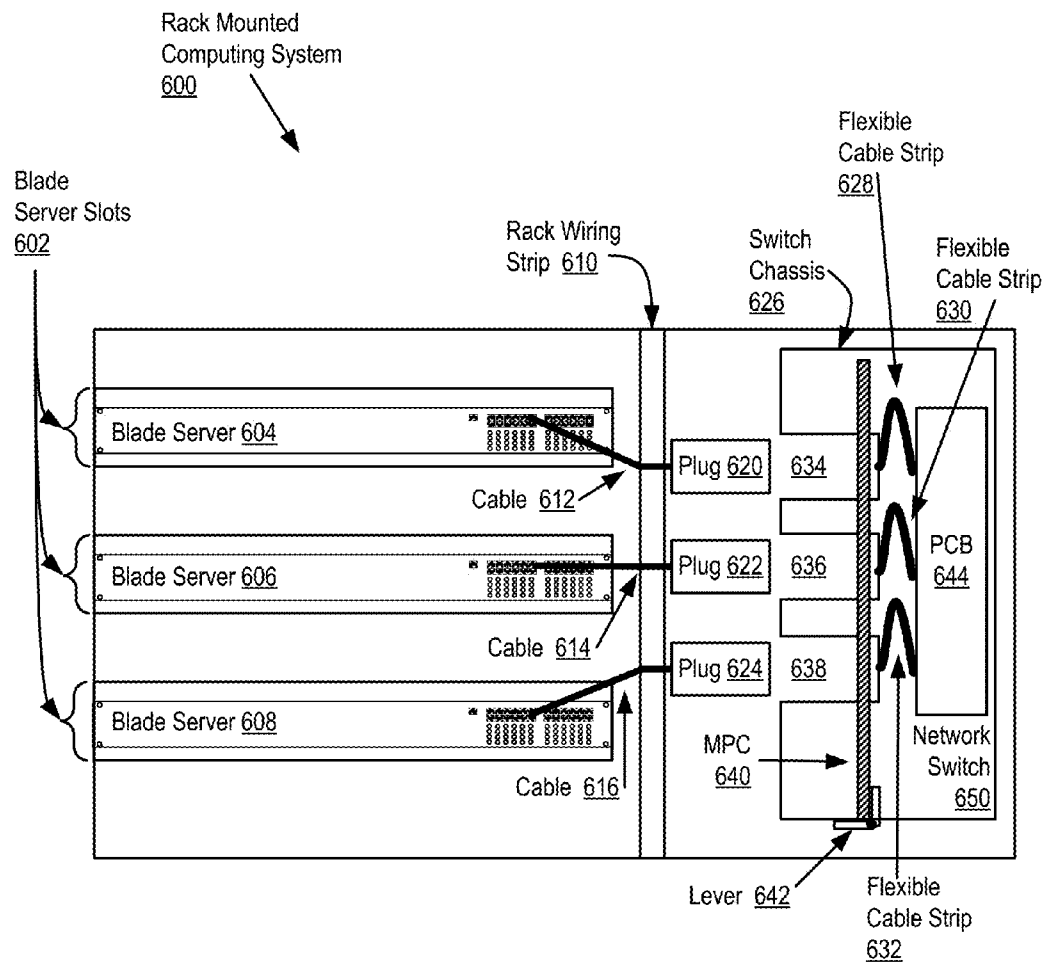 Rack Mounted
Computing System
600
Flexible
Cable Strip
628
Blade
Server Slots
602
Rack Wiring
Strip 610
Switch
Chassis
626
Flexible
Cable Strip
630
Blade Server 604
Cable 612
Plug 620
634
Blade Server 606
Cable 614
Plug 622
636
PCB
644
Blade Server 608
Cable 616
Plug 624
638
MPC
640
Network
Switch
650
Lever 642
Flexible
Cable Strip
632